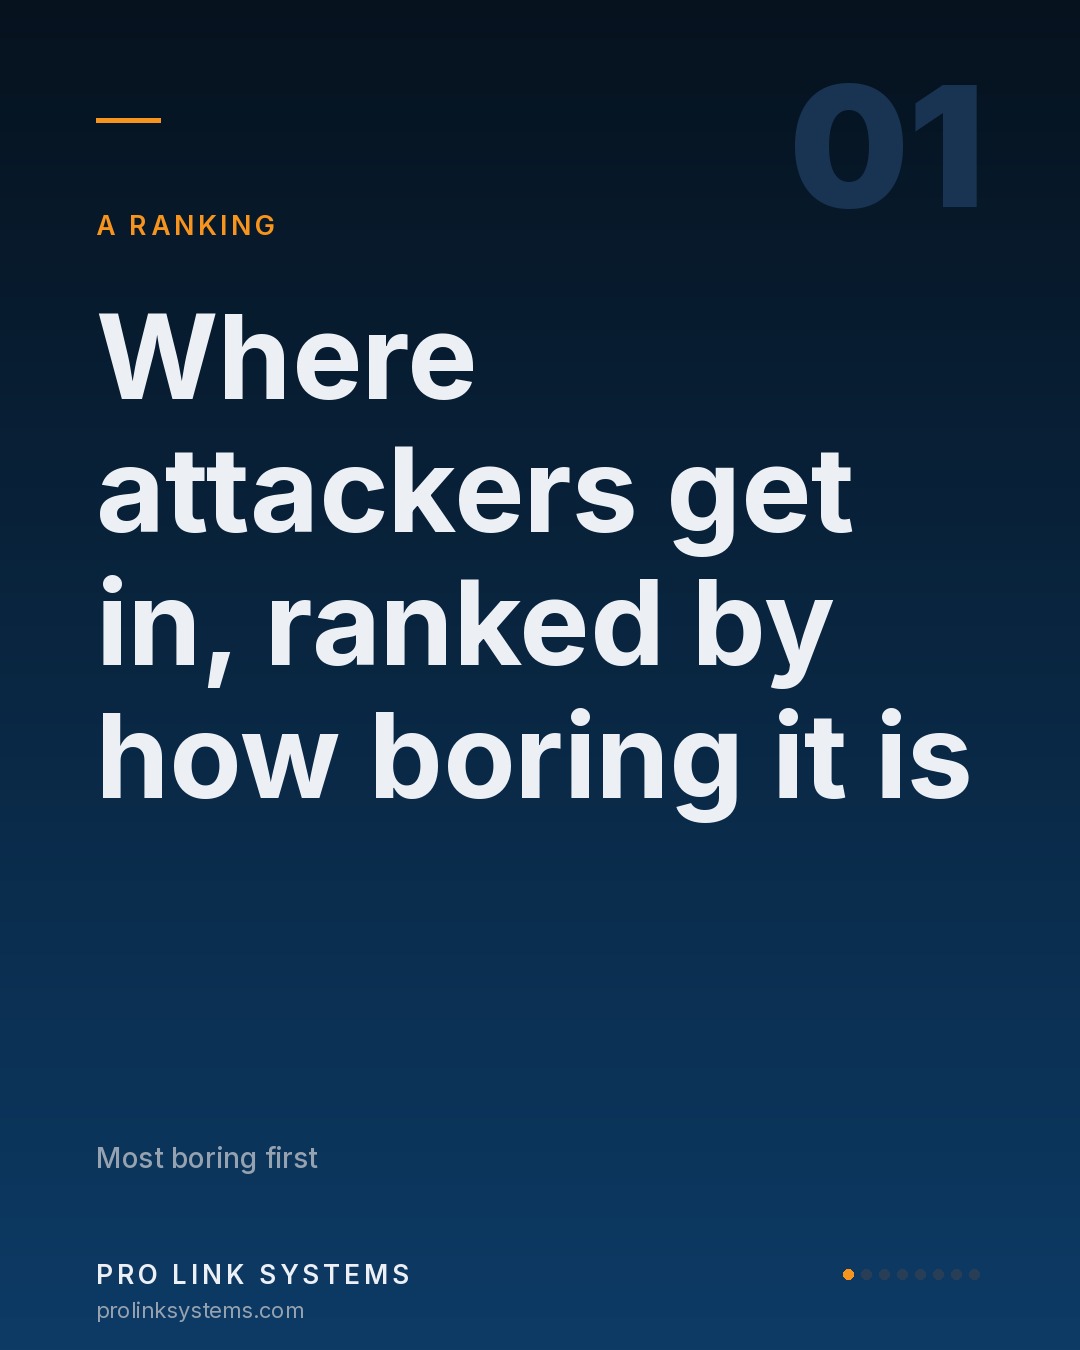 01
A RANKING
Where
attackers get
in, ranked by
how boring it is
Most boring first
PRO LINK SYSTEMS
prolinksystems.com